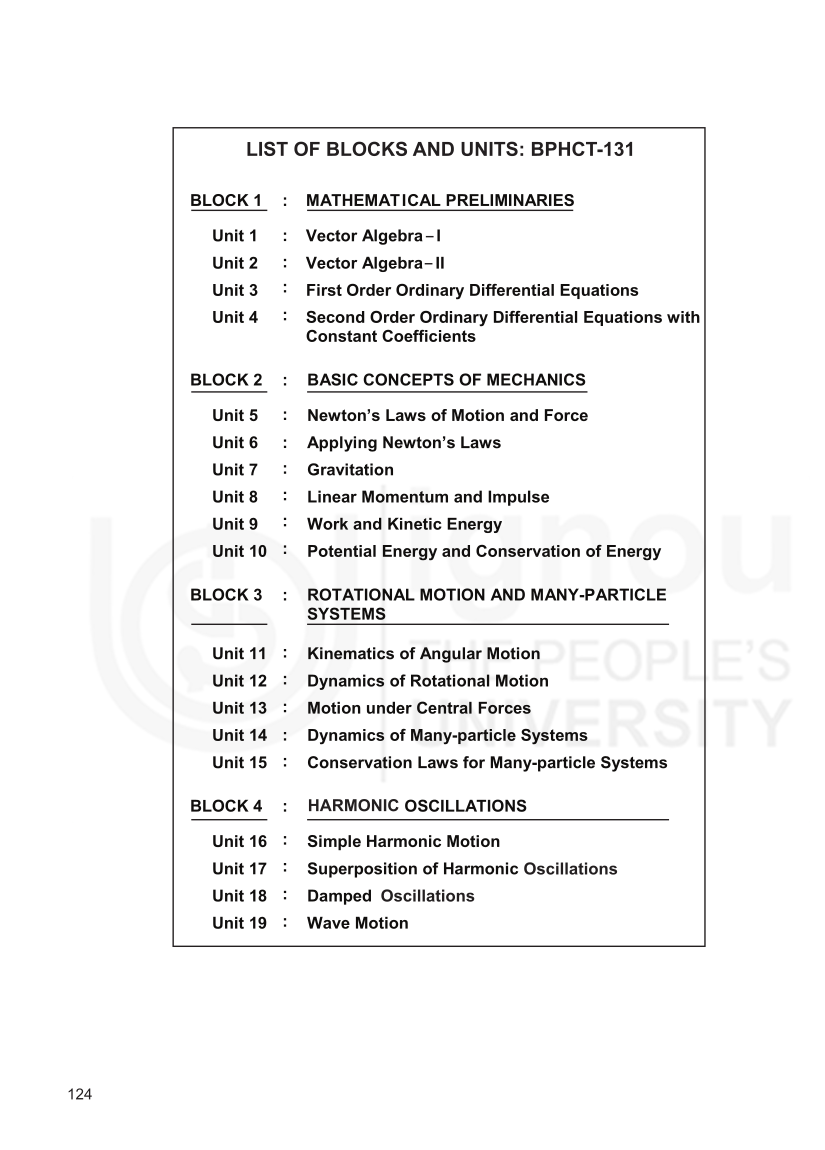 LIST OF BLOCKS AND UNITS: BPHCT-131
BLOCK 1 : MATHEMATICAL PRELIMINARIES
Unit 1 : Vector Algebra – I
Unit 2 : Vector Algebra – II
Unit 3 : First Order Ordinary Differential Equations
Unit 4 : Second Order Ordinary Differential Equations with
Constant Coefficients
BLOCK 2 : BASIC CONCEPTS OF MECHANICS
Unit 5 : Newton’s Laws of Motion and Force
Unit 6 : Applying Newton’s Laws
Unit 7 : Gravitation
Unit 8 : Linear Momentum and Impulse
Unit 9 : Work and Kinetic Energy
Unit 10 : Potential Energy and Conservation of Energy
BLOCK 3 : ROTATIONAL MOTION AND MANY-PARTICLE
SYSTEMS
Unit 11 : Kinematics of Angular Motion
Unit 12 : Dynamics of Rotational Motion
Unit 13 : Motion under Central Forces
Unit 14 : Dynamics of Many-particle Systems
Unit 15 : Conservation Laws for Many-particle Systems
BLOCK 4 : HARMONIC OSCILLATIONS
Unit 16 : Simple Harmonic Motion
Unit 17 : Superposition of Harmonic Oscillations
Unit 18 : Damped Oscillations
Unit 19 : Wave Motion
ignou
THE PEOPLE’S
UNIVERSITY
124